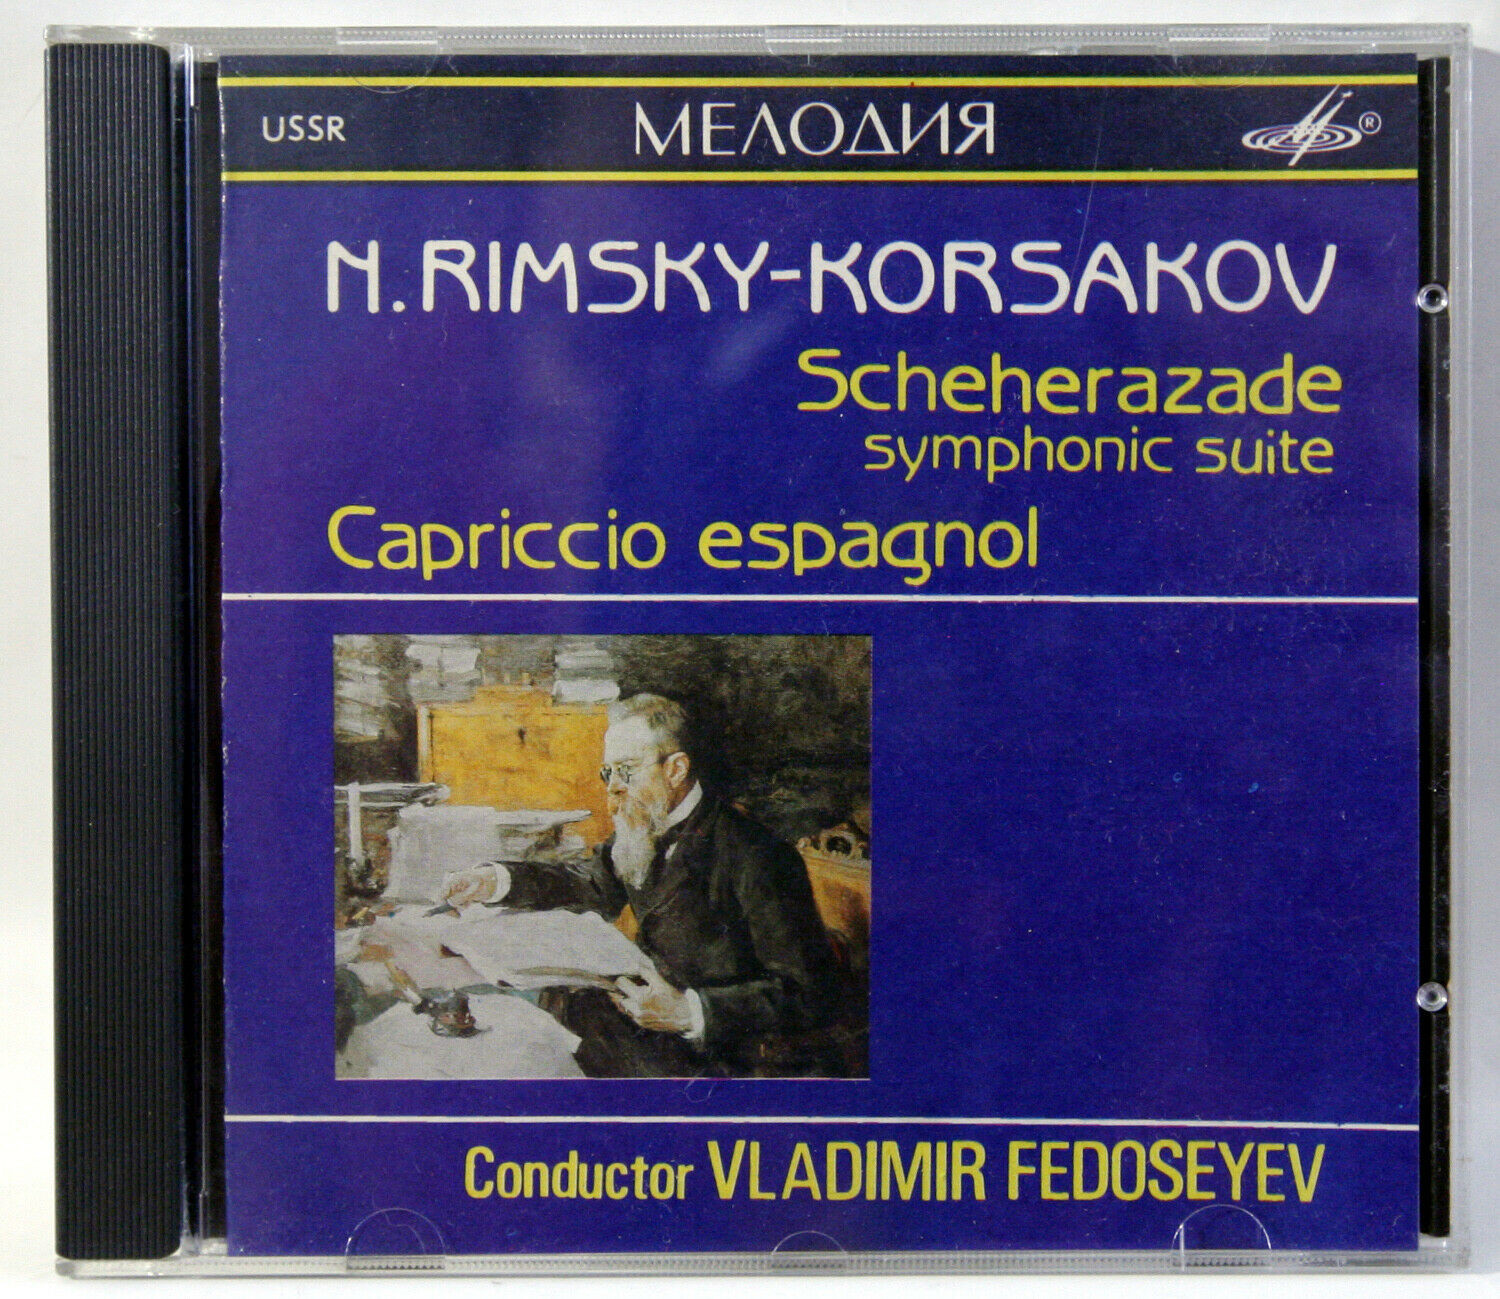 USSR
МЕЛОДИЯ
®
N. RIMSKY-KORSAKOV
Scheherazade
symphonic suite
Capriccio espagnol
Conductor VLADIMIR FEDOSEYEV